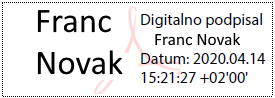 Franc
Novak
Digitalno podpisal
Franc Novak
Datum: 2020.04.14
15:21:27 +02'00'